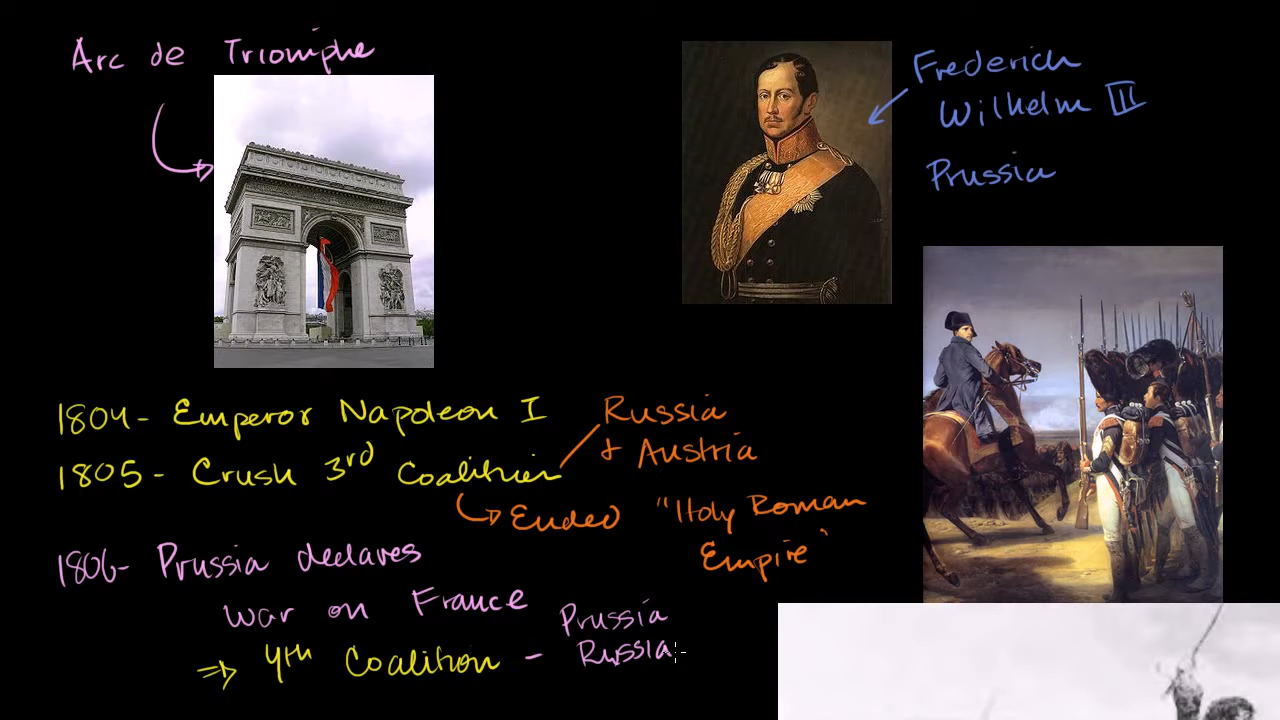 Arc de Triomphe
Frederich
Wilhelm III
Prussia
1804- Emperor Napoleon I
1805- Crush 3rd Coalition
Russia
& Austria
Ended "Holy Roman
Empire"
1806- Prussia declares
war on France
⇒ 4th Coalition - Prussia
Russia